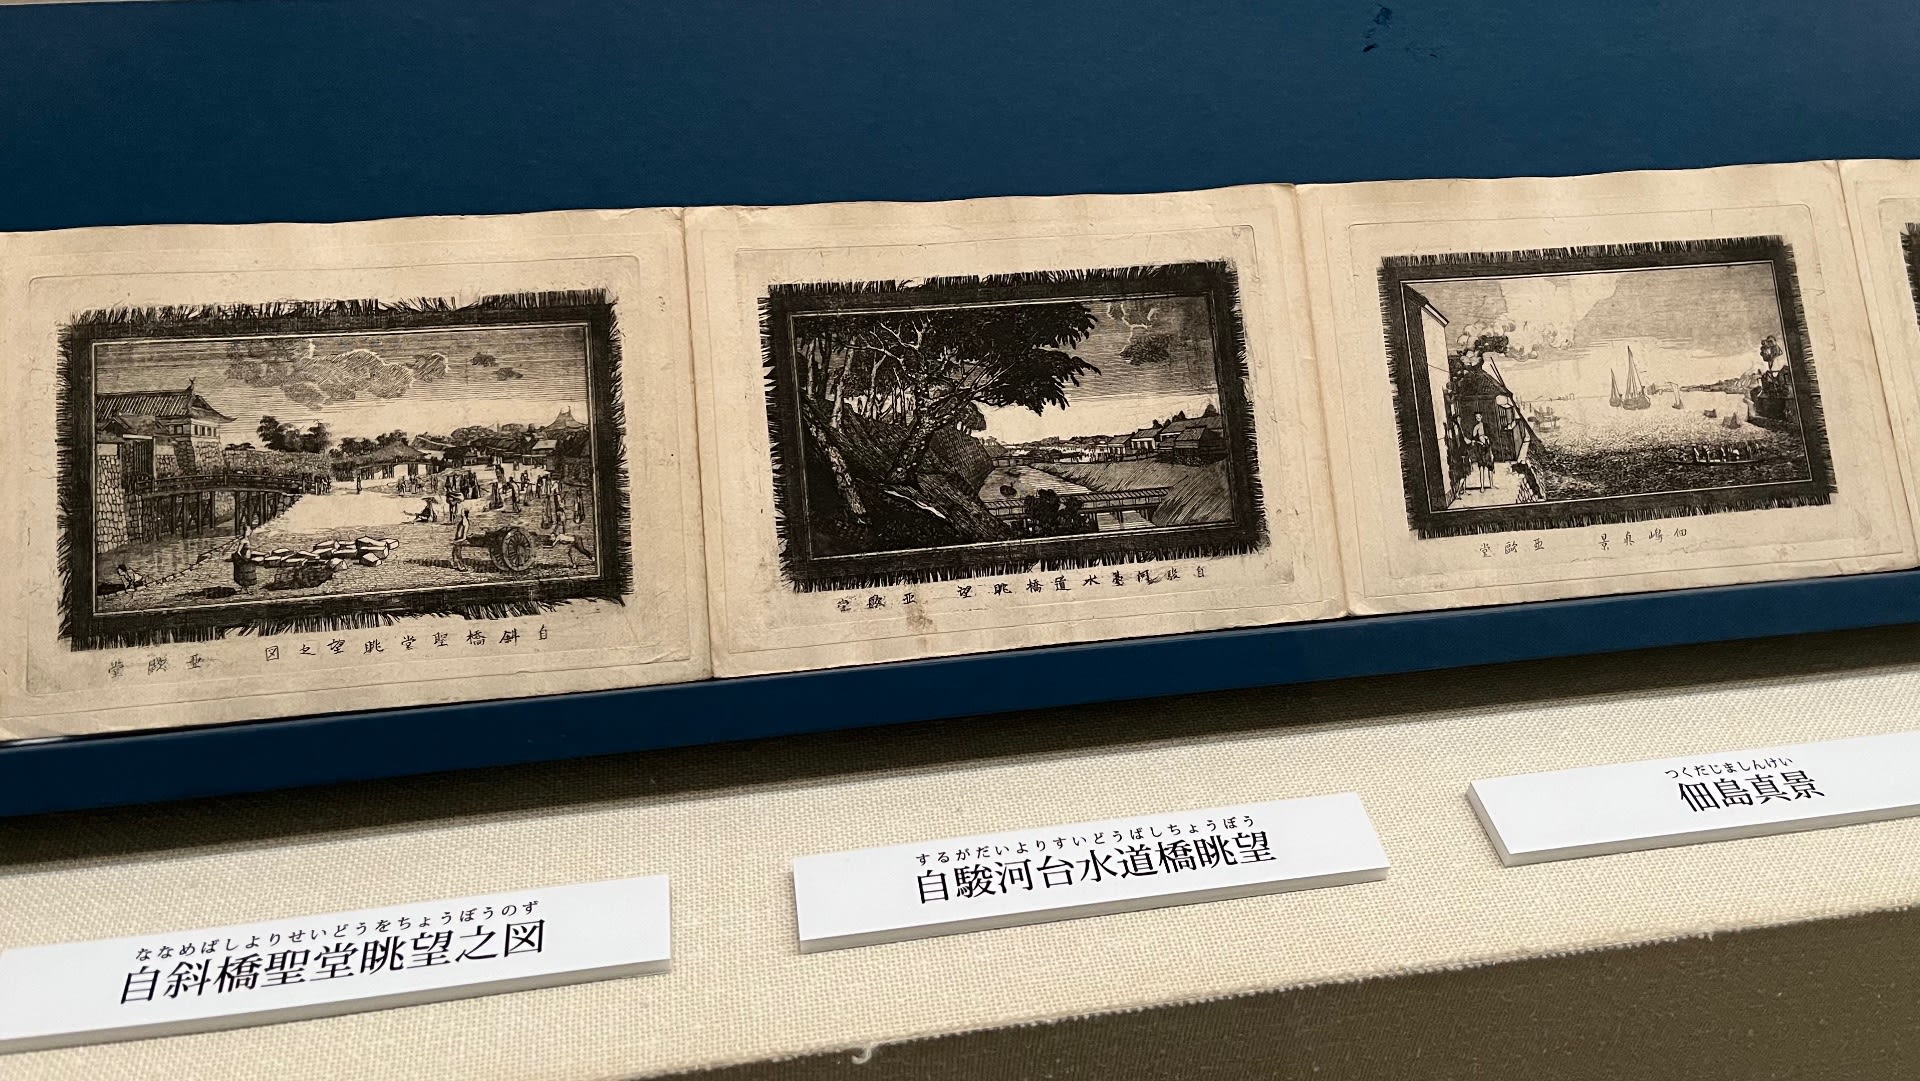 自斜橋聖堂眺望之図 亜歐堂
自駿河臺水道橋眺望 亜歐堂
佃嶋真景 亜歐堂
ななめばしよりせいどうをちょうぼうのず
自斜橋聖堂眺望之図
するがだいよりすいどうばしちょうぼう
自駿河台水道橋眺望
つくだじましんけい
佃島真景